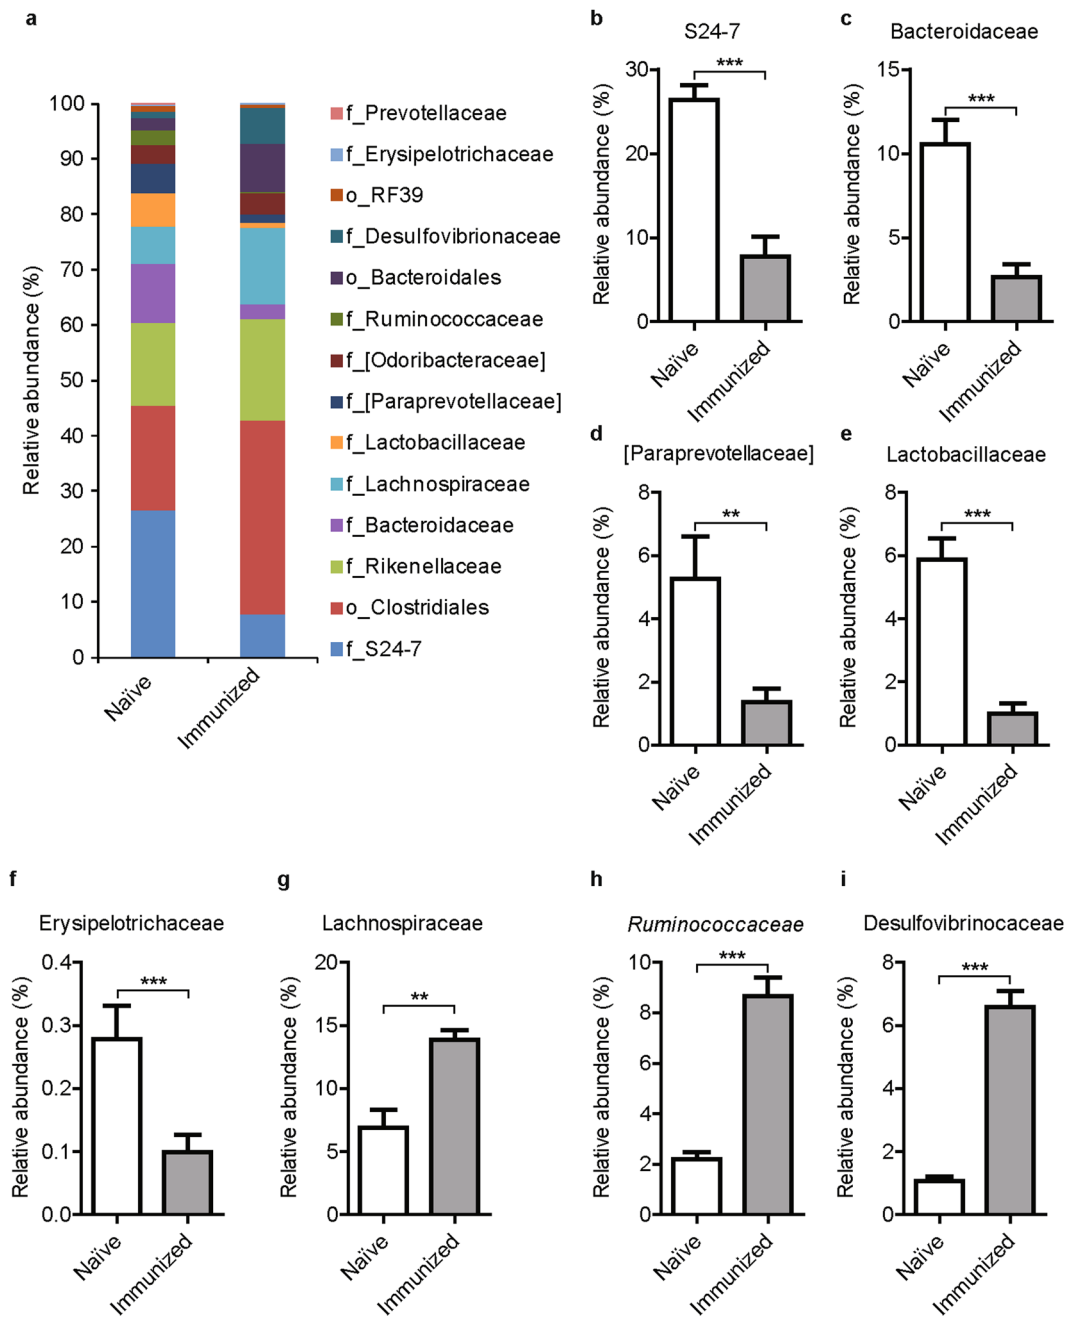 a
Relative abundance (%)
100
90
80
70
60
50
40
30
20
10
0
Naïve
Immunized
f_Prevotellaceae
f_Erysipelotrichaceae
o_RF39
f_Desulfovibrionaceae
o_Bacteroidales
f_Ruminococcaceae
f_[Odoribacteraceae]
f_[Paraprevotellaceae]
f_Lactobacillaceae
f_Lachnospiraceae
f_Bacteroidaceae
f_Rikenellaceae
o_Clostridiales
f_S24-7
b
S24-7
***
Relative abundance (%)
30
20
10
0
Naïve
Immunized
c
Bacteroidaceae
***
Relative abundance (%)
15
10
5
0
Naïve
Immunized
d
[Paraprevotellaceae]
**
Relative abundance (%)
8
6
4
2
0
Naïve
Immunized
e
Lactobacillaceae
***
Relative abundance (%)
8
6
4
2
0
Naïve
Immunized
f
Erysipelotrichaceae
***
Relative abundance (%)
0.4
0.3
0.2
0.1
0.0
Naïve
Immunized
g
Lachnospiraceae
**
Relative abundance (%)
20
15
10
5
0
Naïve
Immunized
h
Ruminococcaceae
***
Relative abundance (%)
10
8
6
4
2
0
Naïve
Immunized
i
Desulfovibrinocaceae
***
Relative abundance (%)
8
6
4
2
0
Naïve
Immunized